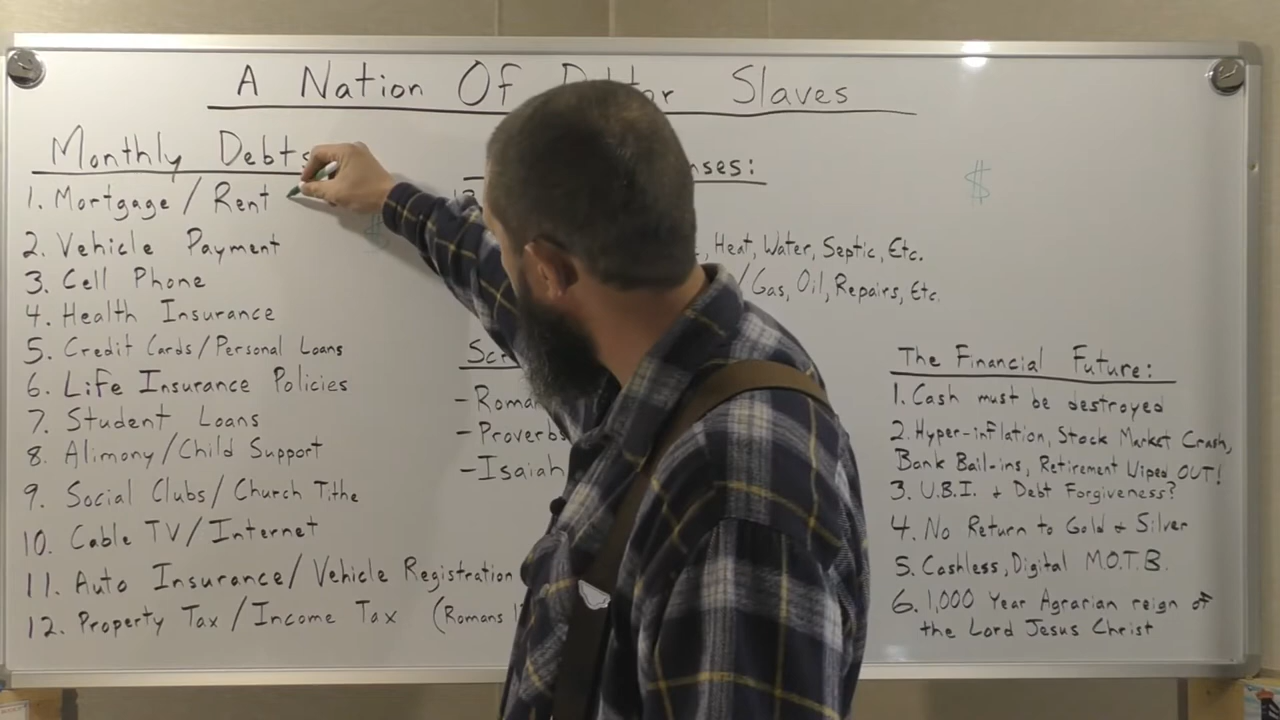 A Nation Of Slaves
Monthly Debts
1. Mortgage / Rent
2. Vehicle Payment
3. Cell Phone
4. Health Insurance
5. Credit Cards/Personal Loans
6. Life Insurance Policies
7. Student Loans
8. Alimony/Child Support
9. Social Clubs/Church Tithe
10. Cable TV/Internet
11. Auto Insurance/Vehicle Registration
12. Property Tax/Income Tax (Romans
$
Heat, Water, Septic, Etc.
/Gas, Oil, Repairs, Etc.
- Proverbs
- Isaiah
$
The Financial Future:
1. Cash must be destroyed
2. Hyper-inflation, Stock Market Crash,
Bank Bail-ins, Retirement Wiped OUT!
3. U.B.I. + Debt Forgiveness?
4. No Return to Gold + Silver
5. Cashless, Digital M.O.T.B.
6. 1,000 Year Agrarian reign of
the Lord Jesus Christ